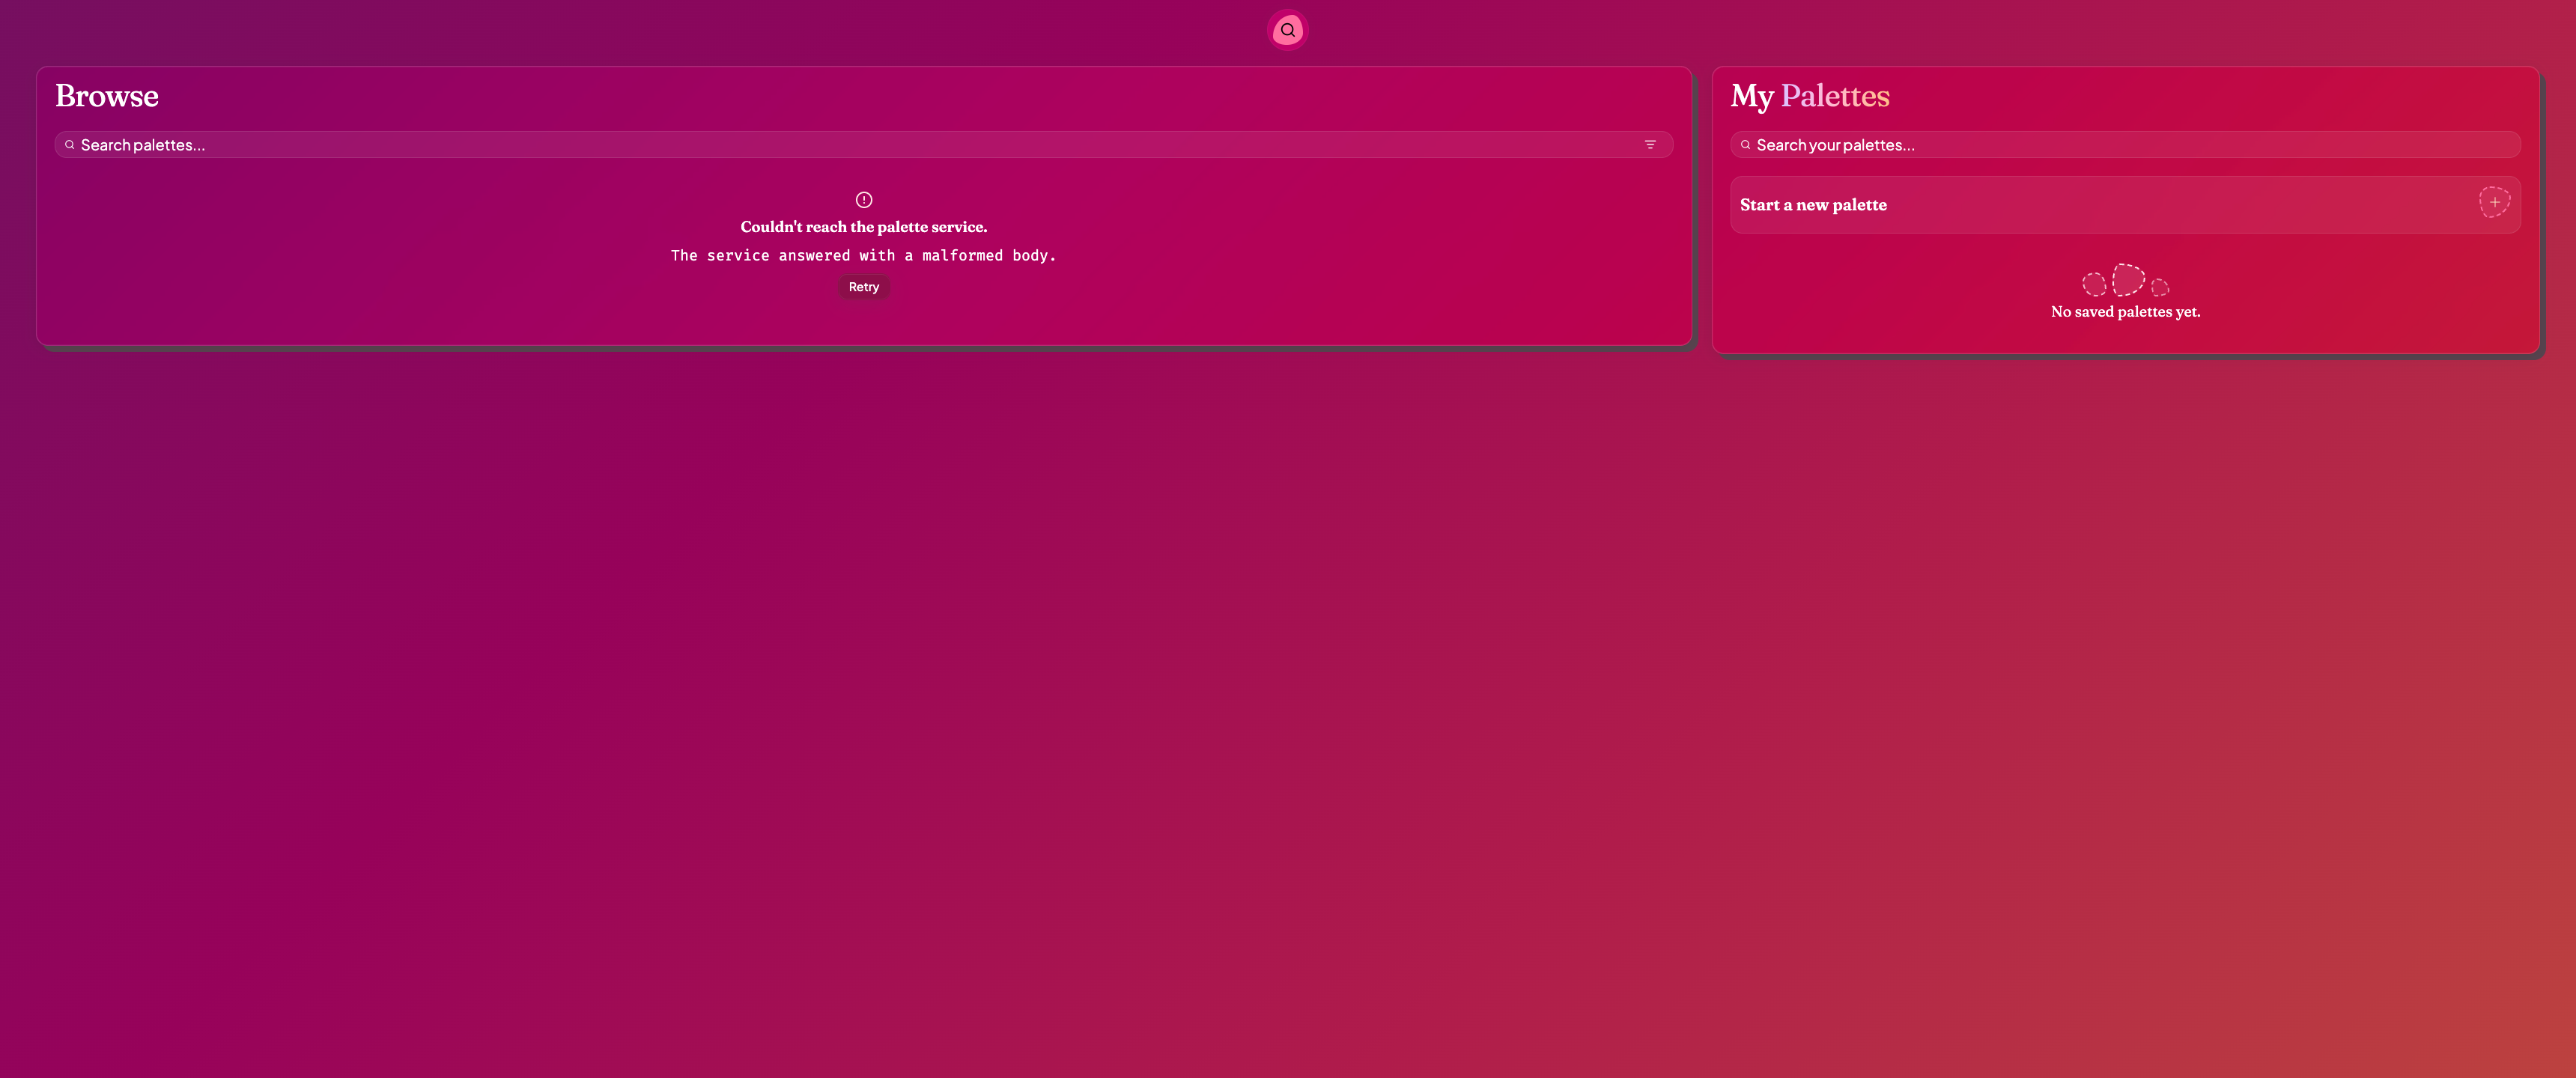 Browse
Search palettes...
Couldn't reach the palette service.
The service answered with a malformed body.
Retry
My Palettes
Search your palettes...
Start a new palette
No saved palettes yet.